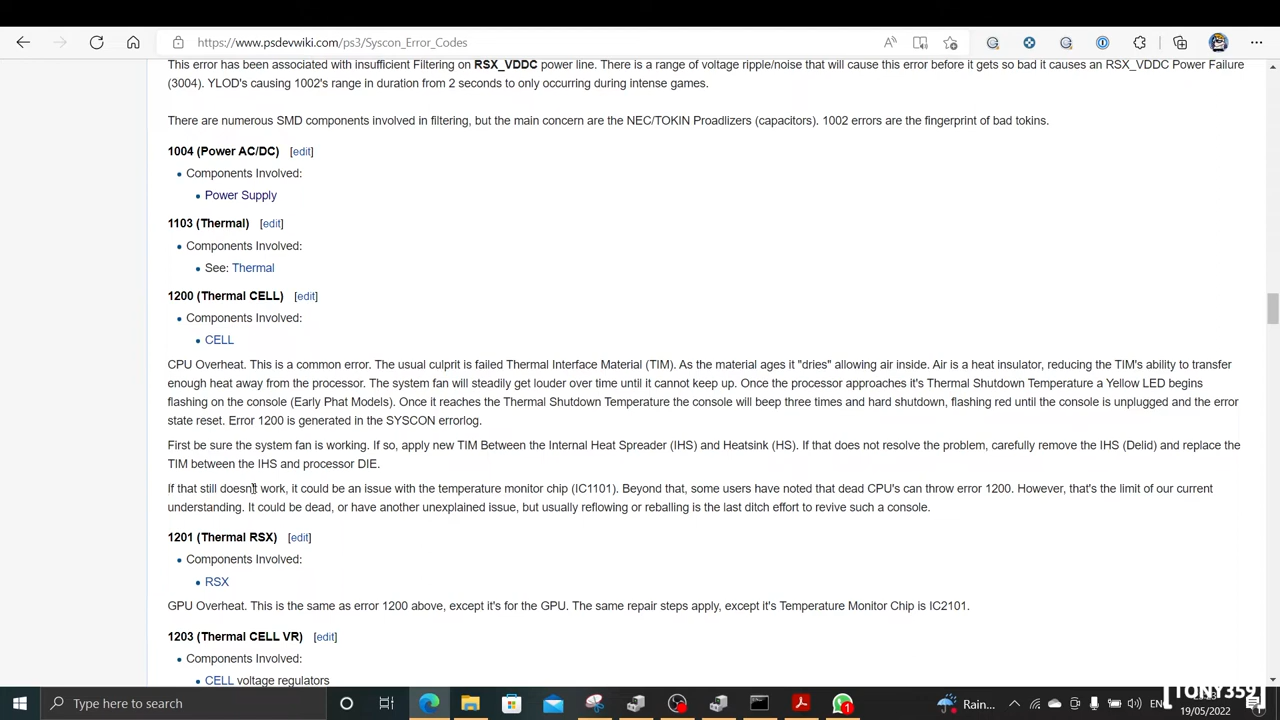 https://www.psdevwiki.com/ps3/Syscon_Error_Codes
This error has been associated with insufficient Filtering on RSX_VDDC power line. There is a range of voltage ripple/noise that will cause this error before it gets so bad it causes an RSX_VDDC Power Failure
(3004). YLOD's causing 1002's range in duration from 2 seconds to only occurring during intense games.
There are numerous SMD components involved in filtering, but the main concern are the NEC/TOKIN Proadlizers (capacitors). 1002 errors are the fingerprint of bad tokins.
1004 (Power AC/DC) [edit]
Components Involved:
Power Supply
1103 (Thermal) [edit]
Components Involved:
See: Thermal
1200 (Thermal CELL) [edit]
Components Involved:
CELL
CPU Overheat. This is a common error. The usual culprit is failed Thermal Interface Material (TIM). As the material ages it "dries" allowing air inside. Air is a heat insulator, reducing the TIM's ability to transfer
enough heat away from the processor. The system fan will steadily get louder over time until it cannot keep up. Once the processor approaches it's Thermal Shutdown Temperature a Yellow LED begins
flashing on the console (Early Phat Models). Once it reaches the Thermal Shutdown Temperature the console will beep three times and hard shutdown, flashing red until the console is unplugged and the error
state reset. Error 1200 is generated in the SYSCON errorlog.
First be sure the system fan is working. If so, apply new TIM Between the Internal Heat Spreader (IHS) and Heatsink (HS). If that does not resolve the problem, carefully remove the IHS (Delid) and replace the
TIM between the IHS and processor DIE.
If that still doesnt work, it could be an issue with the temperature monitor chip (IC1101). Beyond that, some users have noted that dead CPU's can throw error 1200. However, that's the limit of our current
understanding. It could be dead, or have another unexplained issue, but usually reflowing or reballing is the last ditch effort to revive such a console.
1201 (Thermal RSX) [edit]
Components Involved:
RSX
GPU Overheat. This is the same as error 1200 above, except it's for the GPU. The same repair steps apply, except it's Temperature Monitor Chip is IC2101.
1203 (Thermal CELL VR) [edit]
Components Involved:
CELL voltage regulators
Type here to search
Rain...
TONY359
19/05/2022